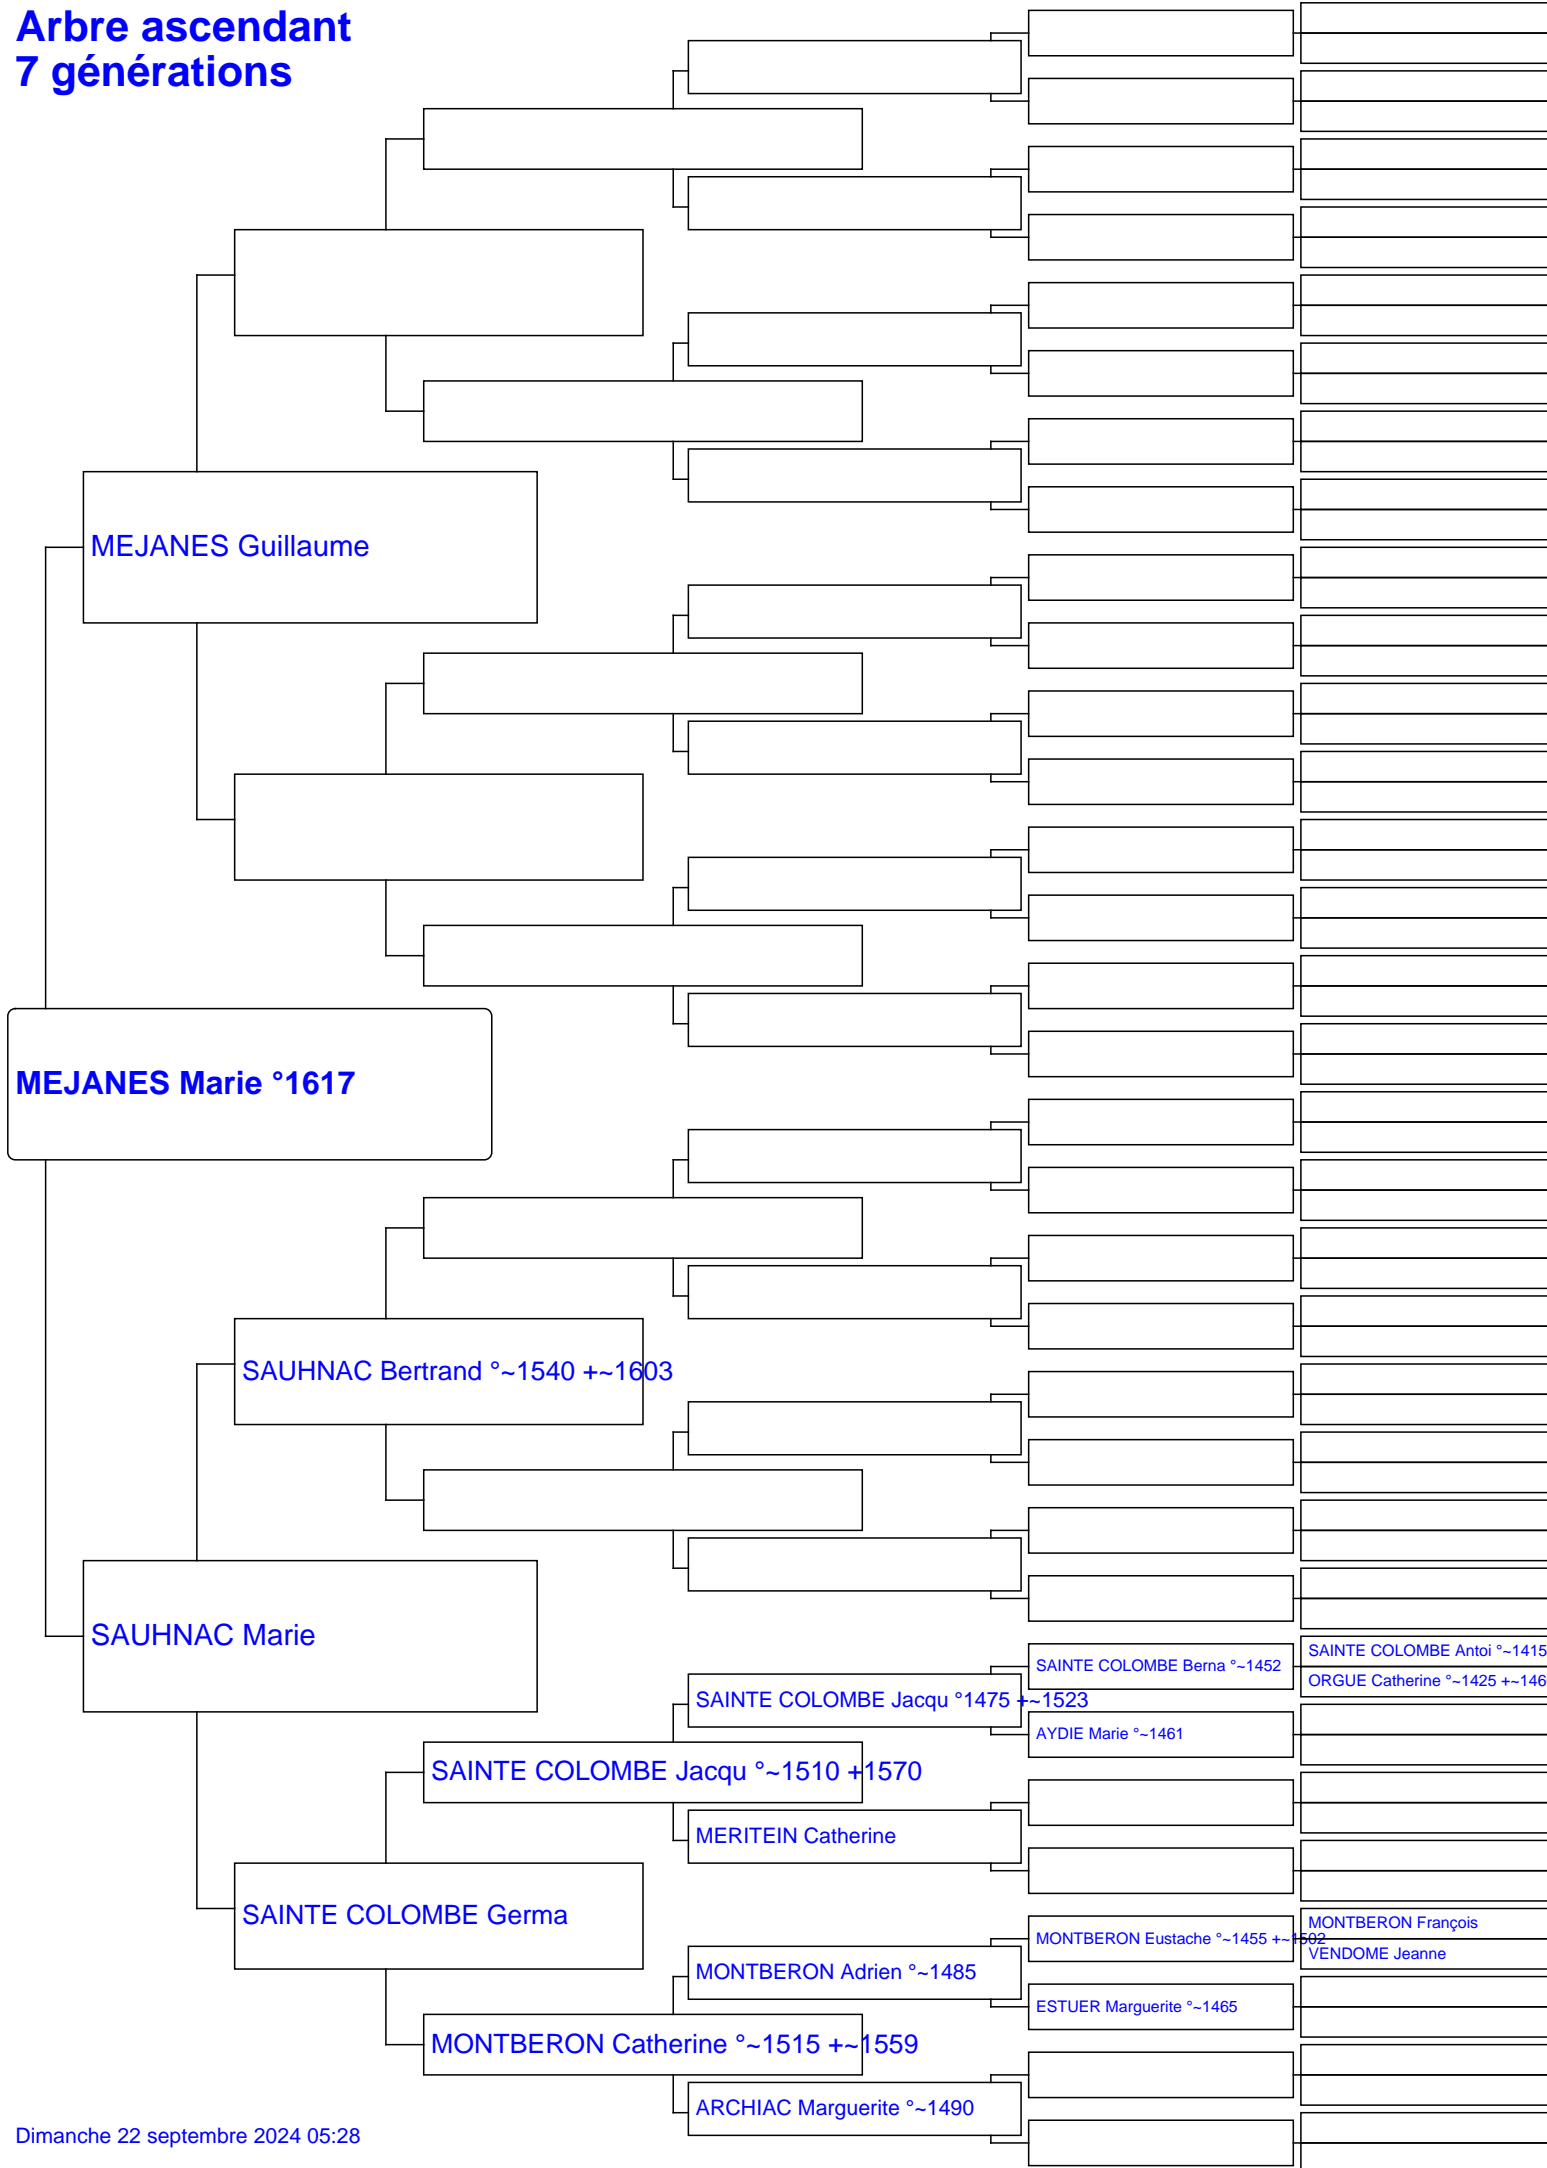 Arbre ascendant
7 générations
MEJANES Guillaume
MEJANES Marie °1617
SAUHNAC Bertrand °~1540 +~1603
SAUHNAC Marie
SAINTE COLOMBE Berna °~1452
SAINTE COLOMBE Antoi °~1415
ORGUE Catherine °~1425 +~146
SAINTE COLOMBE Jacqu °1475 +~1523
AYDIE Marie °~1461
SAINTE COLOMBE Jacqu °~1510 +1570
MERITEIN Catherine
SAINTE COLOMBE Germa
MONTBERON François
MONTBERON Eustache °~1455 +~1502
VENDOME Jeanne
MONTBERON Adrien °~1485
ESTUER Marguerite °~1465
MONTBERON Catherine °~1515 +~1559
ARCHIAC Marguerite °~1490
Dimanche 22 septembre 2024 05:28